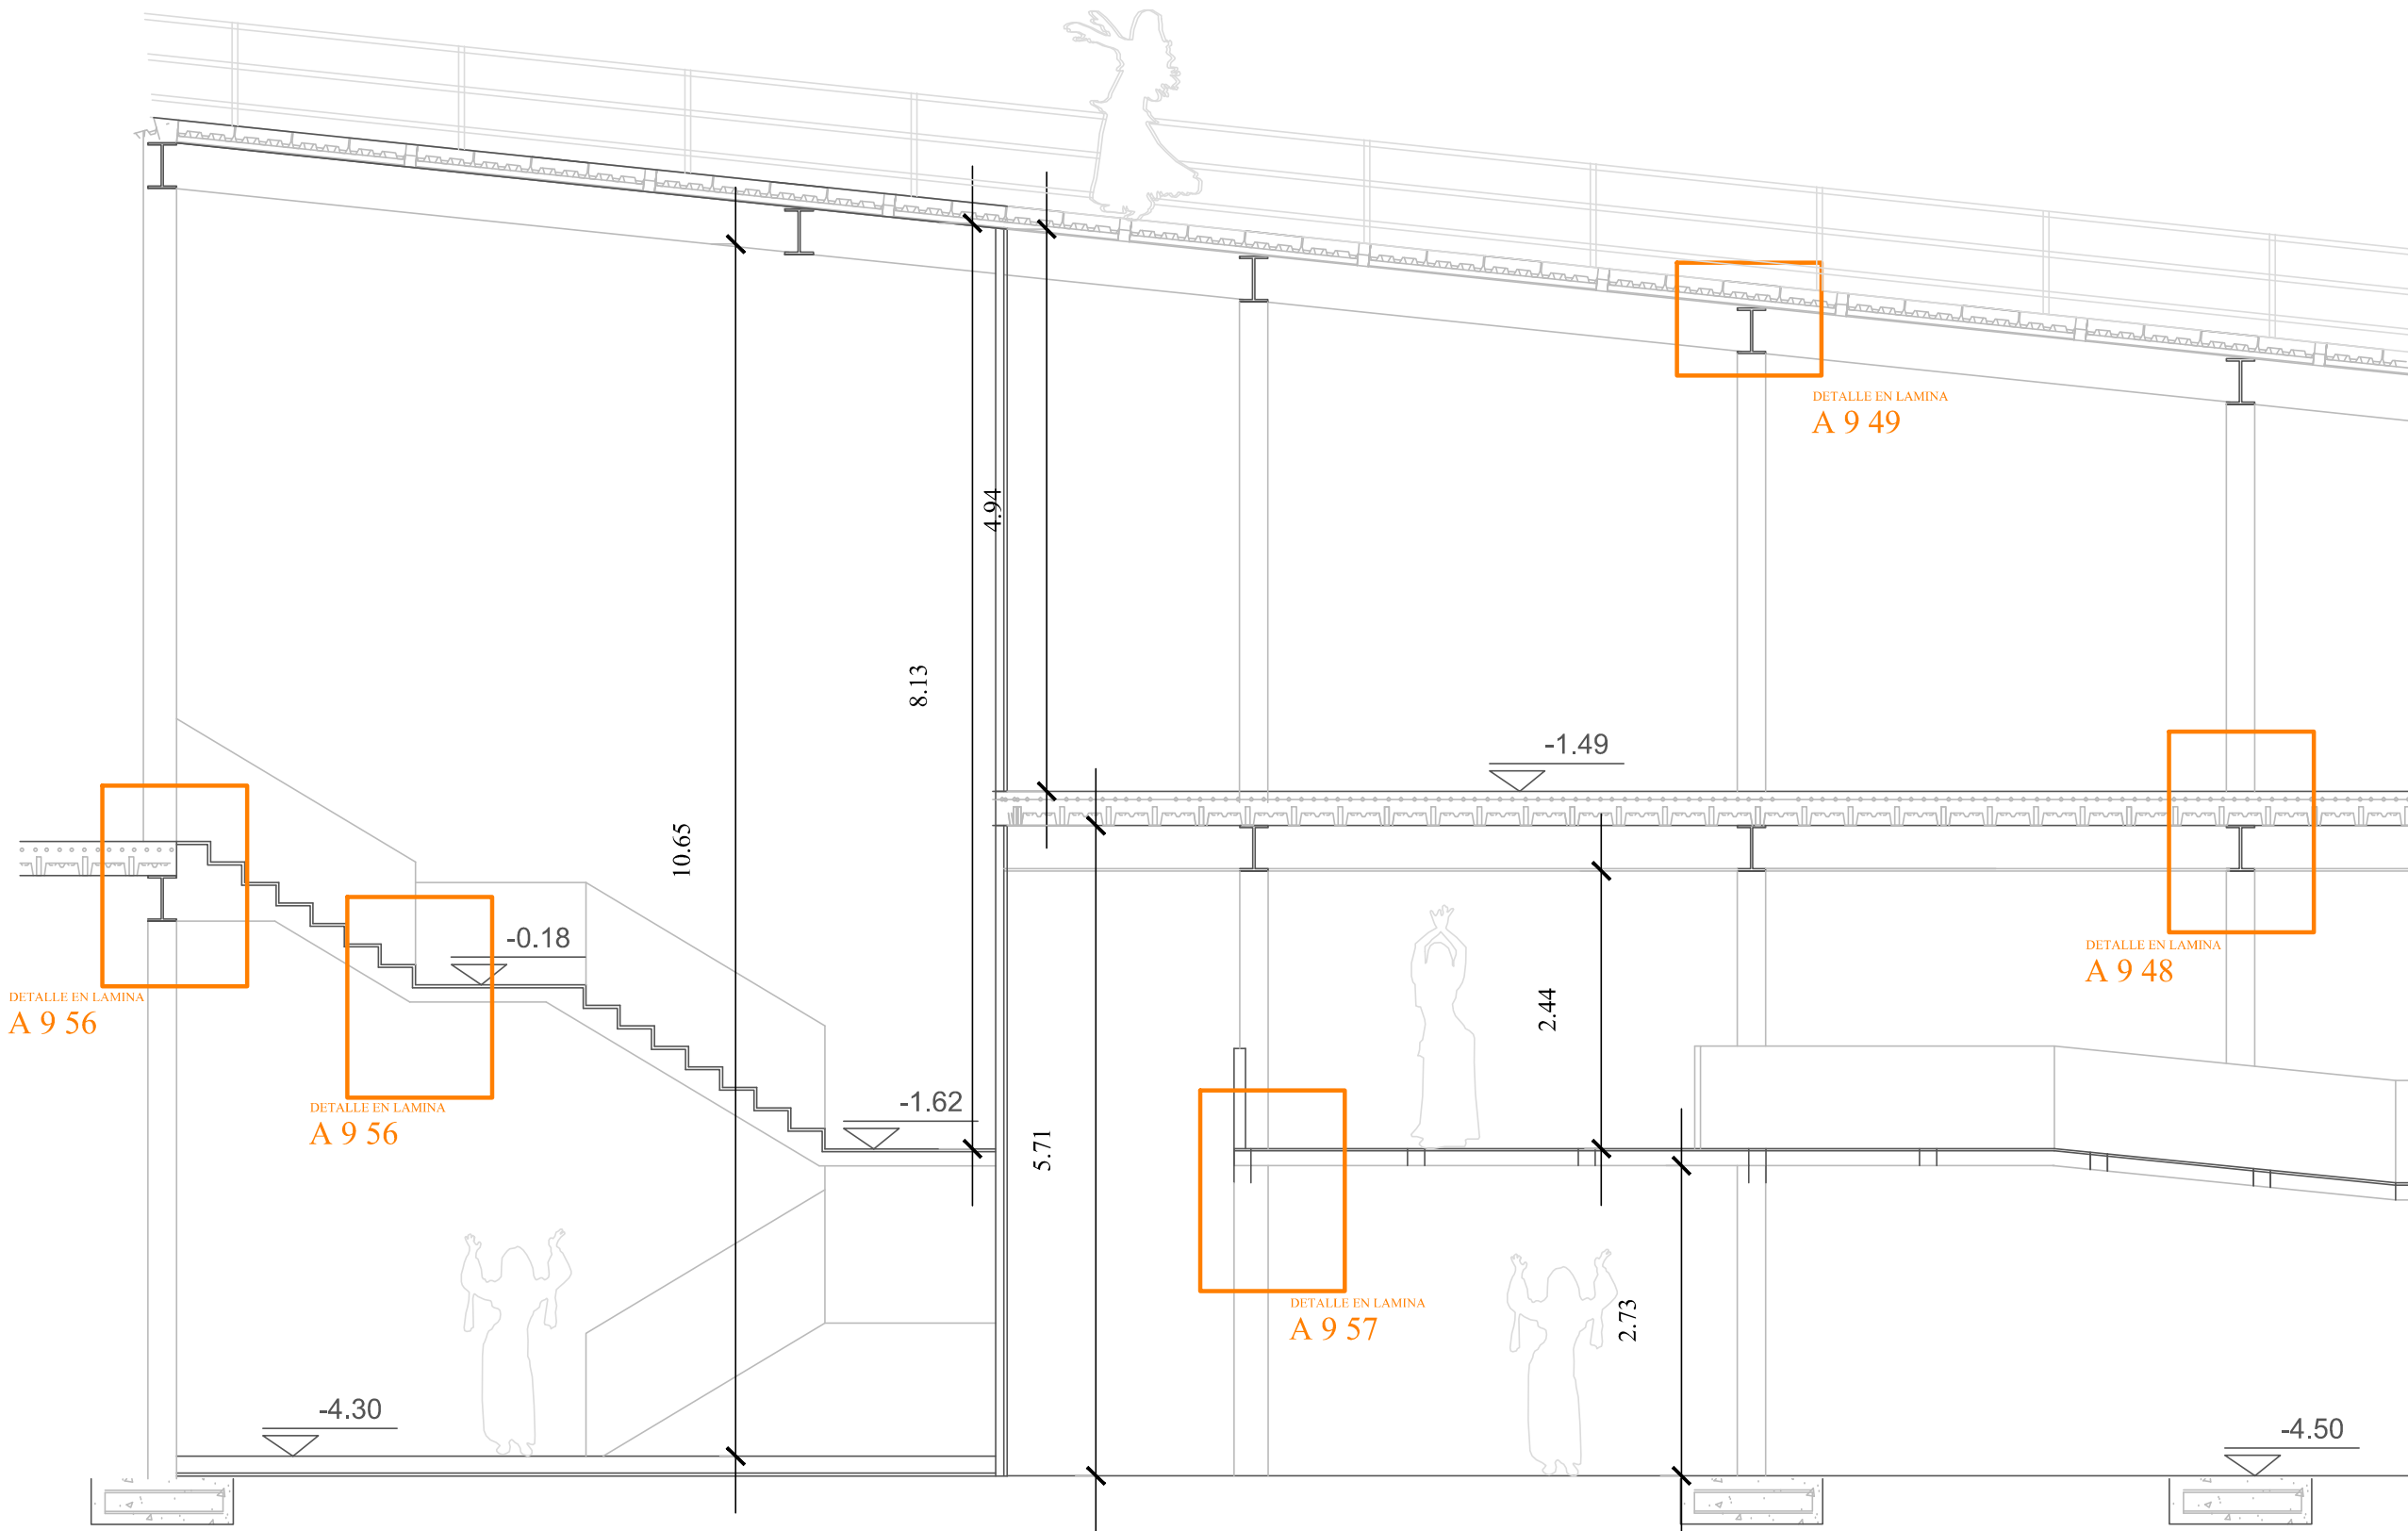 DETALLE EN LAMINA
A 9 49
4.94
8.13
-1.49
10.65
-0.18
DETALLE EN LAMINA
A 9 48
DETALLE EN LAMINA
A 9 56
2.44
DETALLE EN LAMINA
A 9 56
-1.62
5.71
DETALLE EN LAMINA
A 9 57
2.73
-4.30
-4.50